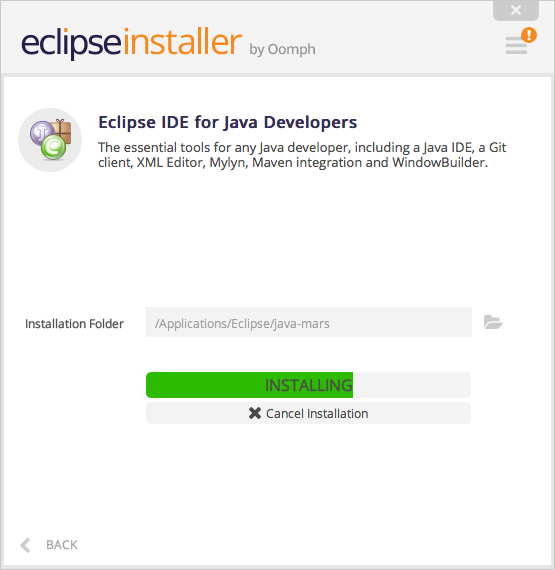 eclipseinstaller by Oomph
!
Eclipse IDE for Java Developers
The essential tools for any Java developer, including a Java IDE, a Git
client, XML Editor, Mylyn, Maven integration and WindowBuilder.
Installation Folder /Applications/Eclipse/java-mars
INSTALLING
Cancel Installation
BACK